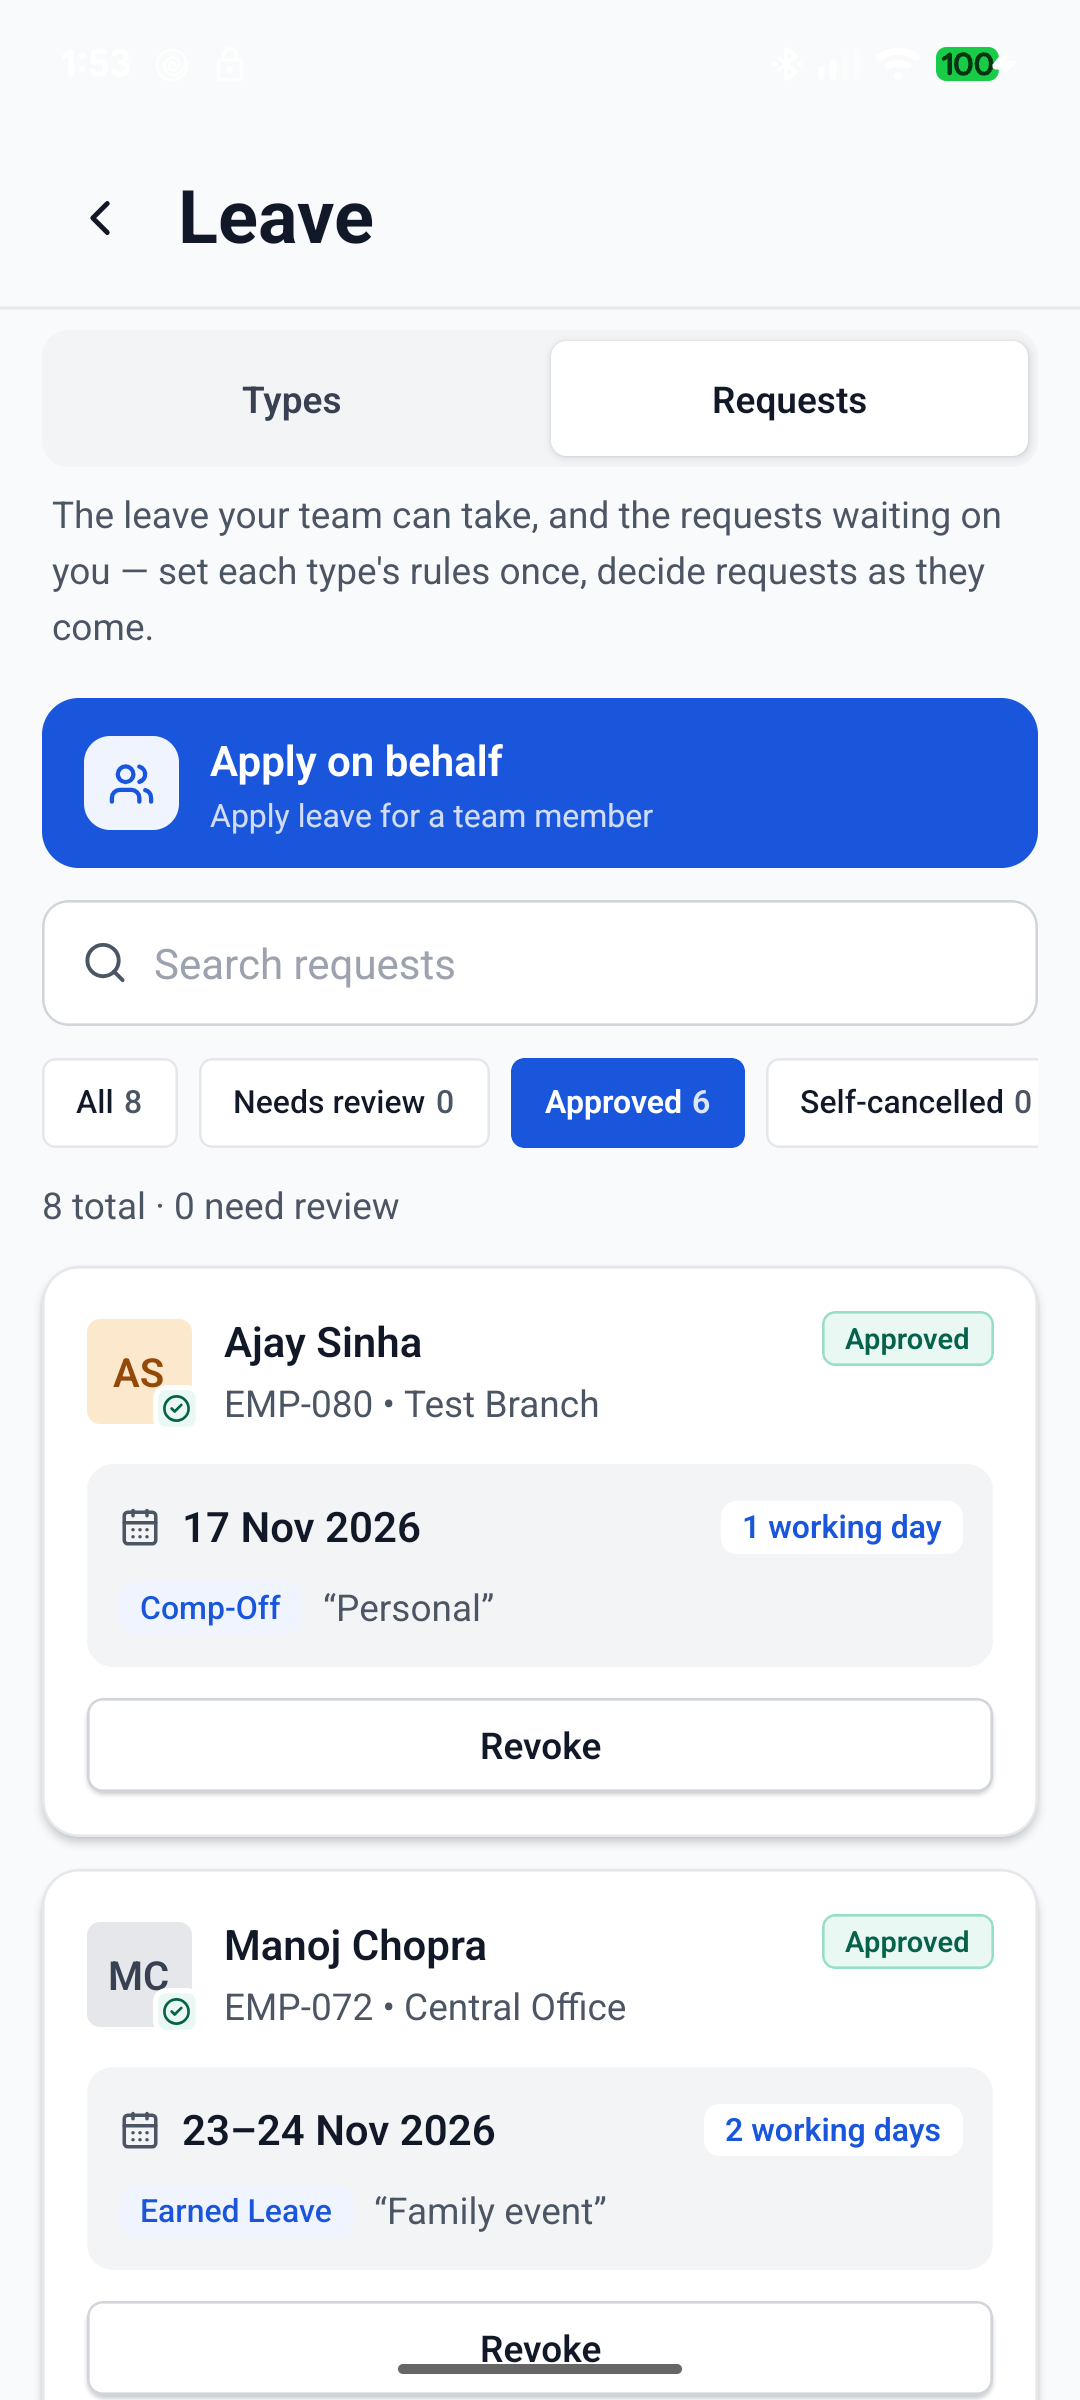 1:53
100
Leave
Types
Requests
The leave your team can take, and the requests waiting on
you — set each type's rules once, decide requests as they
come.
Apply on behalf
Apply leave for a team member
Search requests
All 8
Needs review 0
Approved 6
Self-cancelled 0
8 total · 0 need review
AS
Ajay Sinha
Approved
EMP-080 • Test Branch
17 Nov 2026
1 working day
Comp-Off
“Personal”
Revoke
MC
Manoj Chopra
Approved
EMP-072 • Central Office
23–24 Nov 2026
2 working days
Earned Leave
“Family event”
Revoke